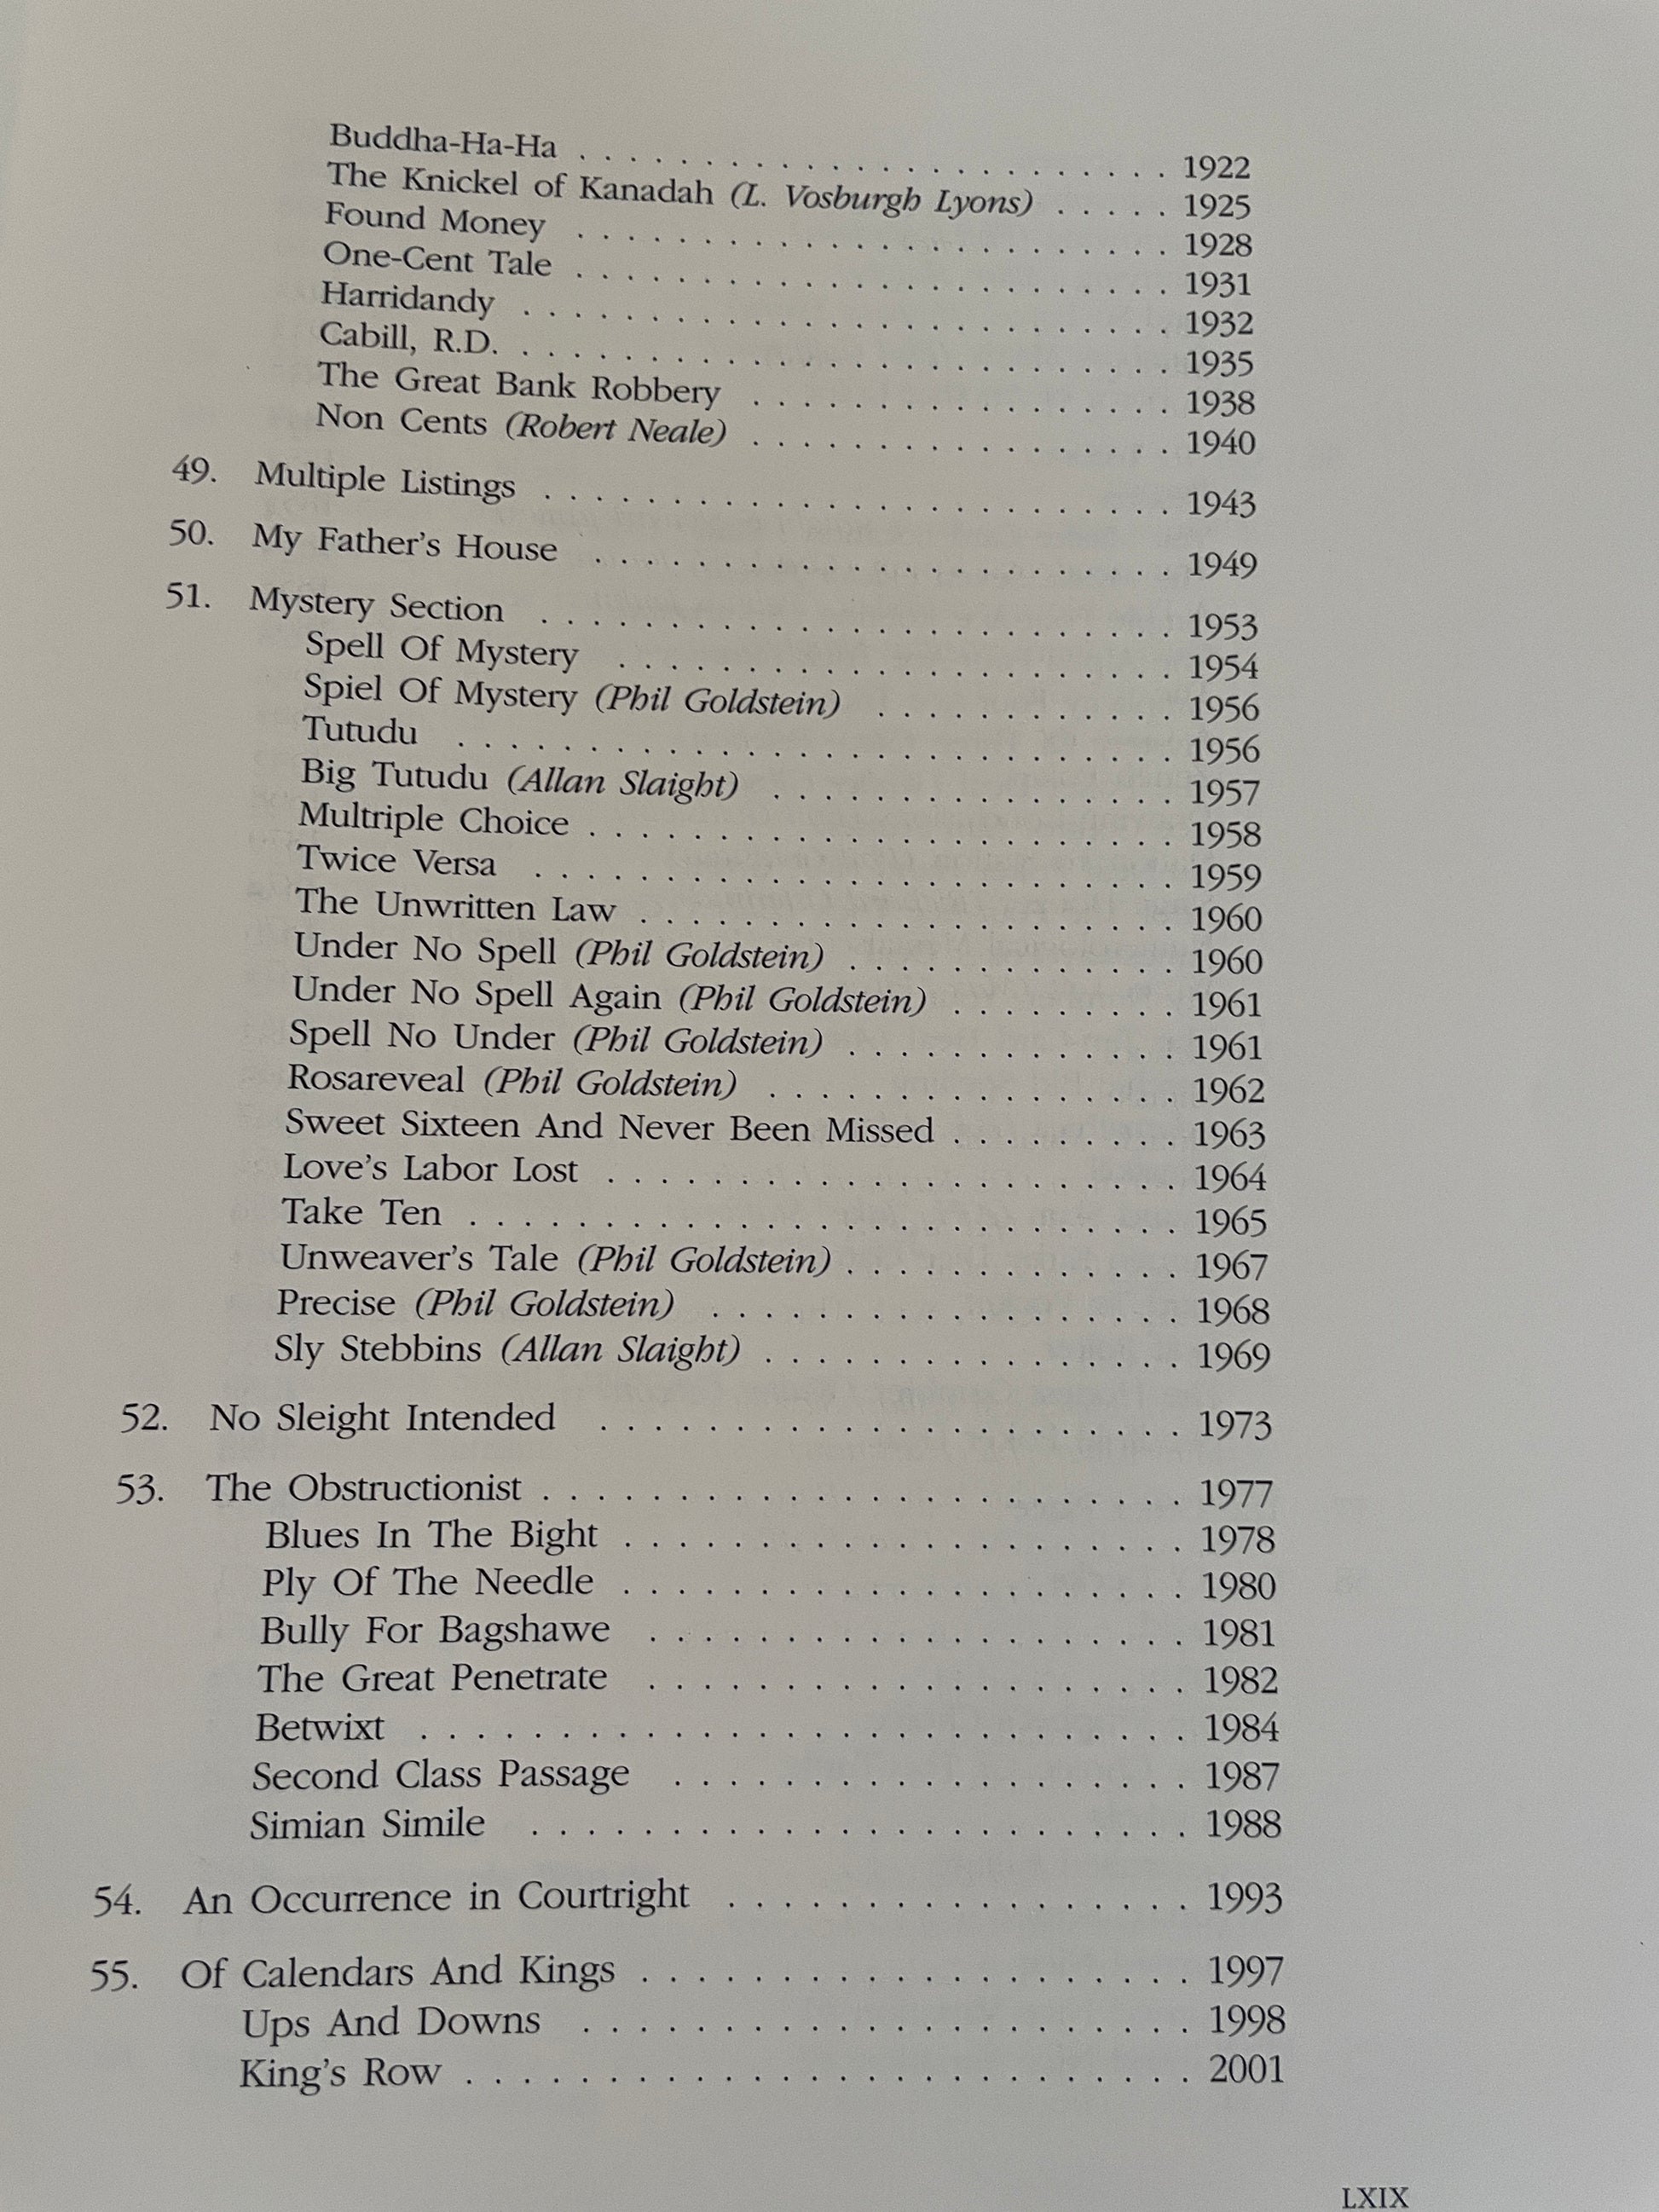 Buddha-Ha-Ha . . . . . . . . . . . . . . . . . . . . . . . 1922
The Knickel of Kanadah (L. Vosburgh Lyons) . . . . . 1925
Found Money . . . . . . . . . . . . . . . . . . . . . . . 1928
One-Cent Tale . . . . . . . . . . . . . . . . . . . . . . . 1931
Harridandy . . . . . . . . . . . . . . . . . . . . . . . . . 1932
Cabill, R.D. . . . . . . . . . . . . . . . . . . . . . . . . . 1935
The Great Bank Robbery . . . . . . . . . . . . . . . . 1938
Non Cents (Robert Neale) . . . . . . . . . . . . . . . . 1940
49. Multiple Listings . . . . . . . . . . . . . . . . . . . . . . . . 1943
50. My Father's House . . . . . . . . . . . . . . . . . . . . . . 1949
51. Mystery Section . . . . . . . . . . . . . . . . . . . . . . . . 1953
Spell Of Mystery . . . . . . . . . . . . . . . . . . . . . 1954
Spiel Of Mystery (Phil Goldstein) . . . . . . . . . . . 1956
Tutudu . . . . . . . . . . . . . . . . . . . . . . . . . . . 1956
Big Tutudu (Allan Slaight) . . . . . . . . . . . . . . . 1957
Multriple Choice . . . . . . . . . . . . . . . . . . . . . . 1958
Twice Versa . . . . . . . . . . . . . . . . . . . . . . . . 1959
The Unwritten Law . . . . . . . . . . . . . . . . . . . . 1960
Under No Spell (Phil Goldstein) . . . . . . . . . . . . 1960
Under No Spell Again (Phil Goldstein) . . . . . . . . . 1961
Spell No Under (Phil Goldstein) . . . . . . . . . . . . 1961
Rosareveal (Phil Goldstein) . . . . . . . . . . . . . . . 1962
Sweet Sixteen And Never Been Missed . . . . . . . . . 1963
Love's Labor Lost . . . . . . . . . . . . . . . . . . . . . 1964
Take Ten . . . . . . . . . . . . . . . . . . . . . . . . . . 1965
Unweaver's Tale (Phil Goldstein) . . . . . . . . . . . . 1967
Precise (Phil Goldstein) . . . . . . . . . . . . . . . . . 1968
Sly Stebbins (Allan Slaight) . . . . . . . . . . . . . . . 1969
52. No Sleight Intended . . . . . . . . . . . . . . . . . . . . . 1973
53. The Obstructionist . . . . . . . . . . . . . . . . . . . . . . . 1977
Blues In The Bight . . . . . . . . . . . . . . . . . . . . . 1978
Ply Of The Needle . . . . . . . . . . . . . . . . . . . . . 1980
Bully For Bagshawe . . . . . . . . . . . . . . . . . . . . 1981
The Great Penetrate . . . . . . . . . . . . . . . . . . . . 1982
Betwixt . . . . . . . . . . . . . . . . . . . . . . . . . . . . 1984
Second Class Passage . . . . . . . . . . . . . . . . . . . 1987
Simian Simile . . . . . . . . . . . . . . . . . . . . . . . . 1988
54. An Occurrence in Courtright . . . . . . . . . . . . . . . . . 1993
55. Of Calendars And Kings . . . . . . . . . . . . . . . . . . . . 1997
Ups And Downs . . . . . . . . . . . . . . . . . . . . . . 1998
King's Row . . . . . . . . . . . . . . . . . . . . . . . . . . 2001
LXIX